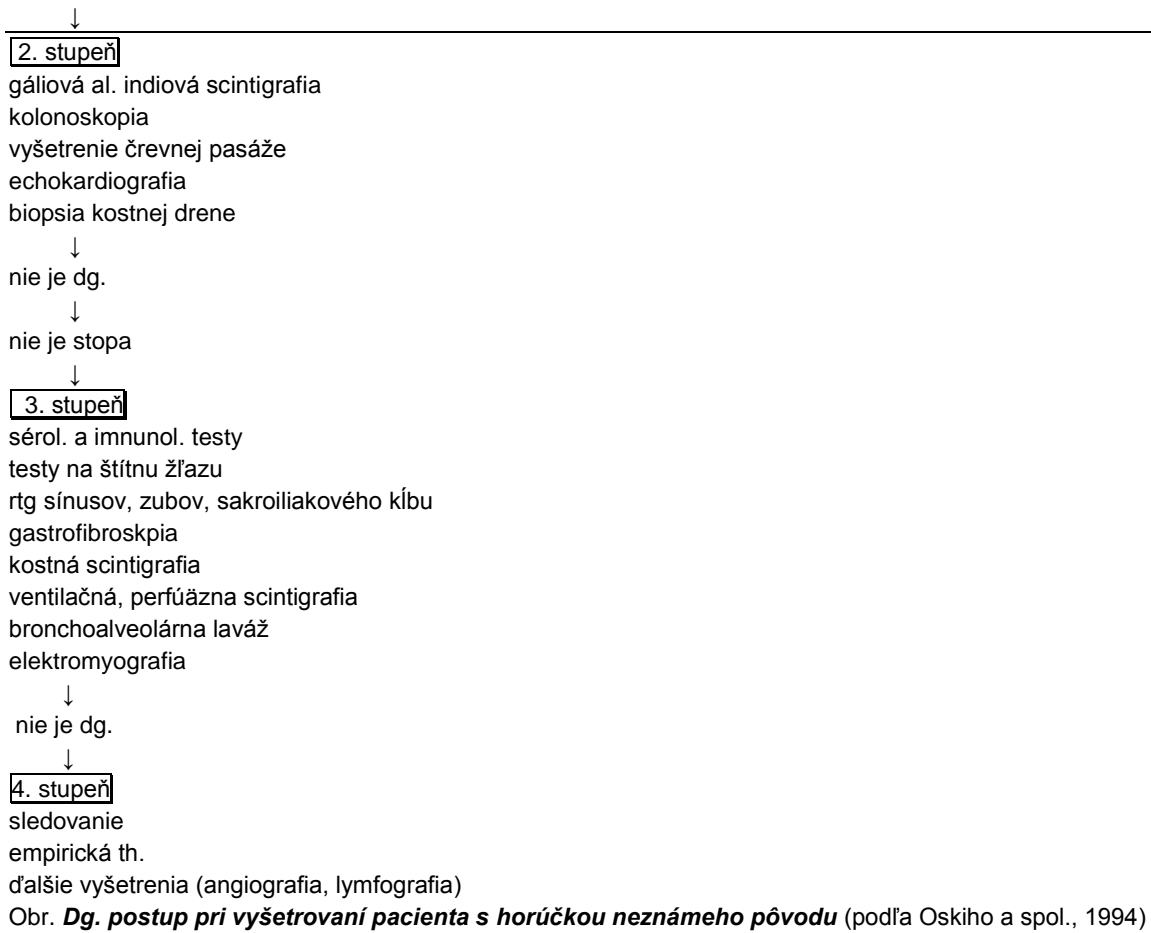 ↓
2. stupeň
gáliová al. indiová scintigrafia
kolonoskopia
vyšetrenie črevnej pasáže
echokardiografia
biopsia kostnej drene
↓
nie je dg.
↓
nie je stopa
↓
3. stupeň
sérol. a imnunol. testy
testy na štítnu žľazu
rtg sínusov, zubov, sakroiliakového kĺbu
gastrofibroskpia
kostná scintigrafia
ventilačná, perfúäzna scintigrafia
bronchoalveolárna laváž
elektromyografia
↓
nie je dg.
↓
4. stupeň
sledovanie
empirická th.
ďalšie vyšetrenia (angiografia, lymfografia)
Obr. Dg. postup pri vyšetrovaní pacienta s horúčkou neznámeho pôvodu (podľa Oskiho a spol., 1994)